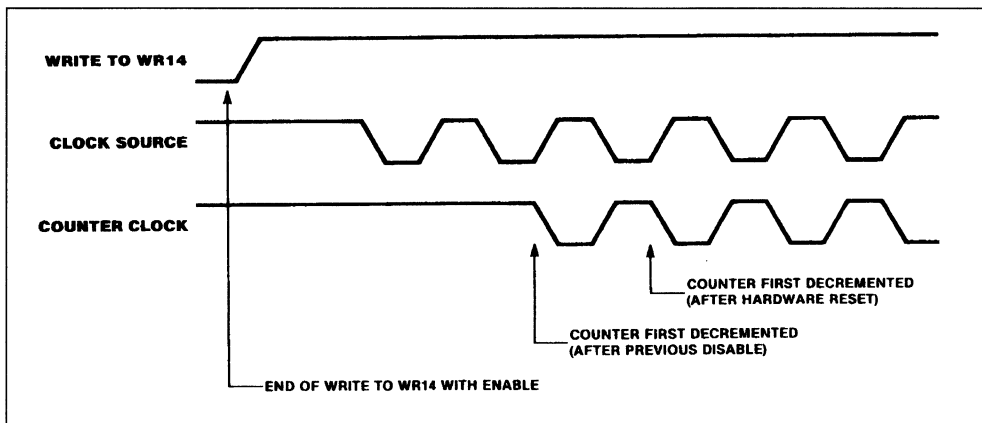 WRITE TO WR14
CLOCK SOURCE
COUNTER CLOCK
COUNTER FIRST DECREMENTED
(AFTER HARDWARE RESET)
COUNTER FIRST DECREMENTED
(AFTER PREVIOUS DISABLE)
END OF WRITE TO WR14 WITH ENABLE